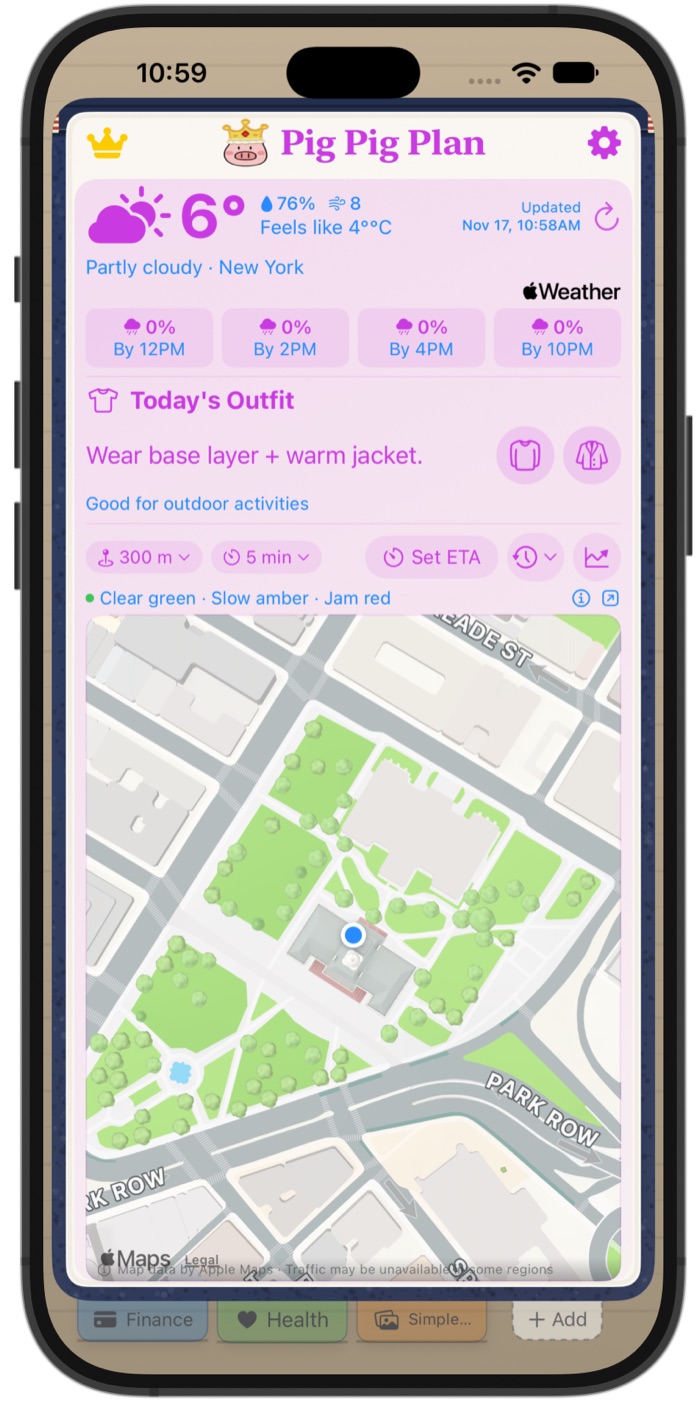 10:59
Pig Pig Plan
6°
76% 8
Feels like 4°°C
Updated
Nov 17, 10:58AM
Partly cloudy · New York
Weather
0% 0% 0% 0%
By 12PM By 2PM By 4PM By 10PM
Today's Outfit
Wear base layer + warm jacket.
Good for outdoor activities
300 m 5 min Set ETA
Clear green · Slow amber · Jam red
EADE ST
PARK ROW
RK ROW
Maps Legal
Map data by Apple Maps · Traffic may be unavailable some regions
Finance Health Simple... + Add